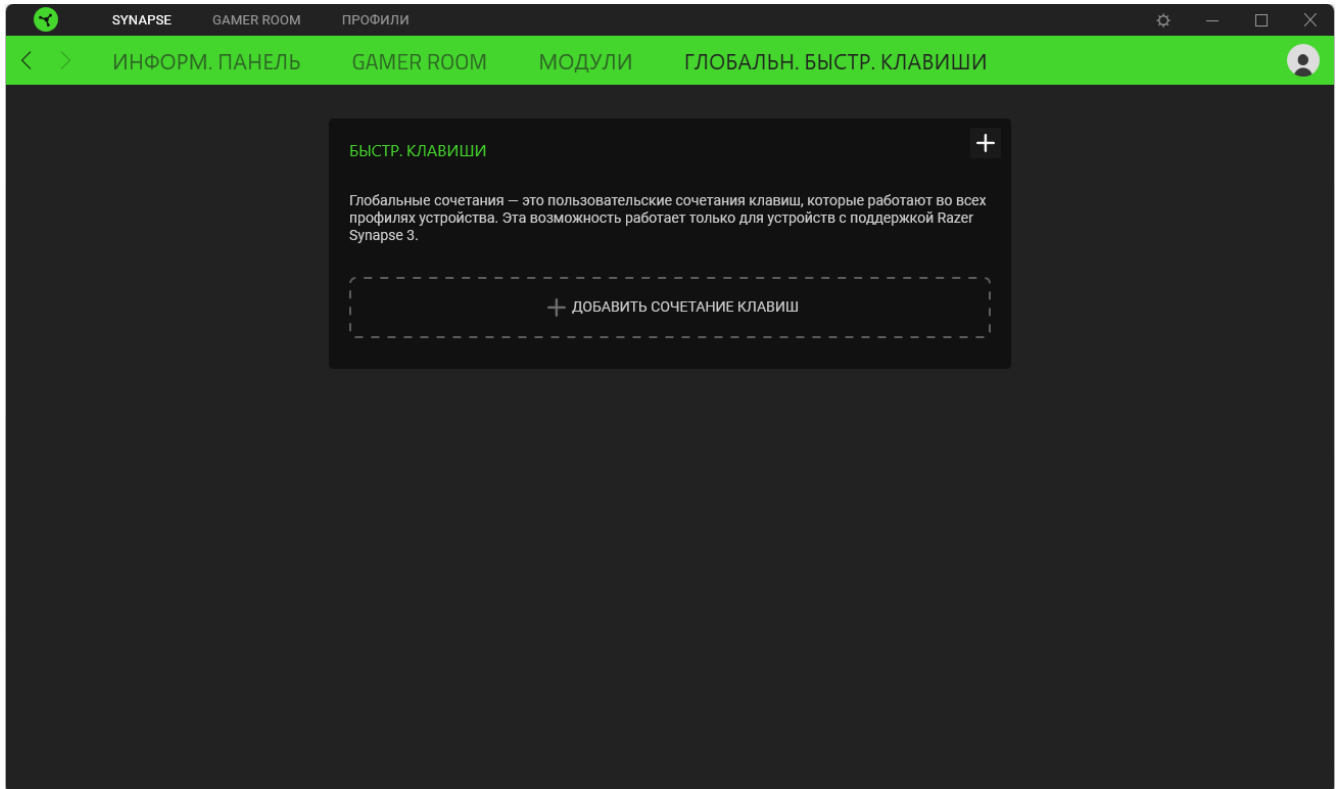 SYNAPSE GAMER ROOM ПРОФИЛИ
ИНФОРМ. ПАНЕЛЬ GAMER ROOM МОДУЛИ ГЛОБАЛЬН. БЫСТР. КЛАВИШИ
БЫСТР. КЛАВИШИ
Глобальные сочетания — это пользовательские сочетания клавиш, которые работают во всех
профилях устройства. Эта возможность работает только для устройств с поддержкой Razer
Synapse 3.
ДОБАВИТЬ СОЧЕТАНИЕ КЛАВИШ